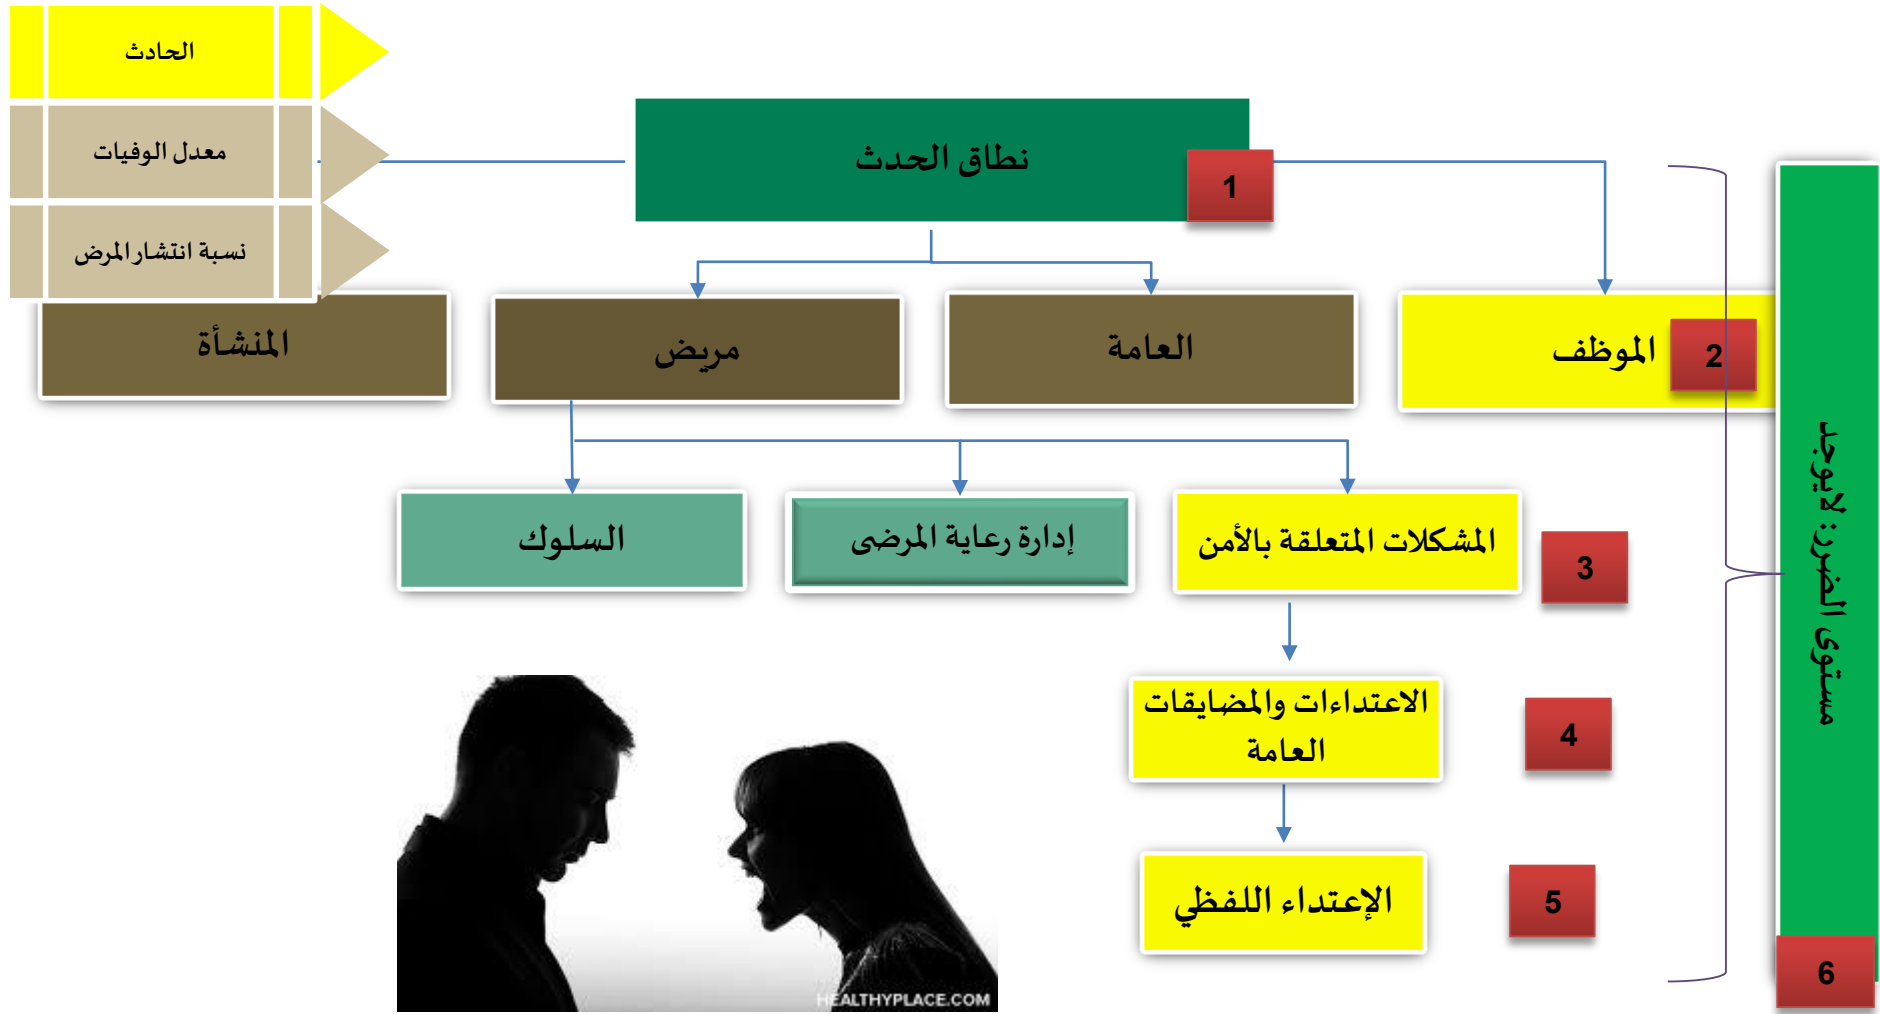 الحادث
معدل الوفيات
نسبة انتشار المرض
نطاق الحدث
1
الموظف
2
العامة
مريض
المنشأة
المشكلات المتعلقة بالأمن
3
إدارة رعاية المرضى
السلوك
الاعتداءات والمضايقات
العامة
4
الإعتداء اللفظي
5
مستوى الضرر: لايوجد
6
HEALTHYPLACE.COM